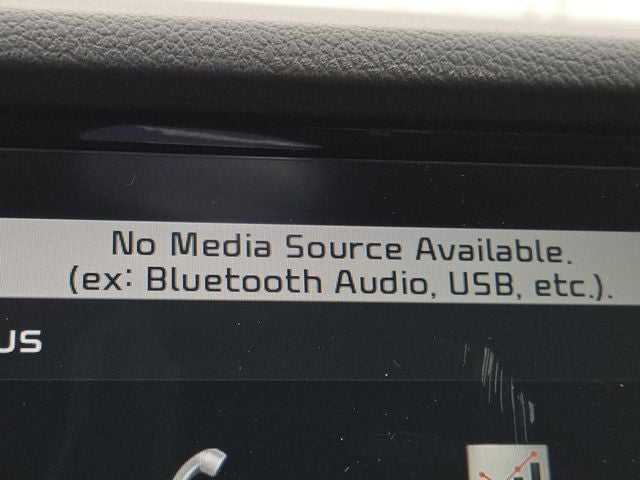 No Media Source Available.
(ex: Bluetooth Audio, USB, etc.).
us